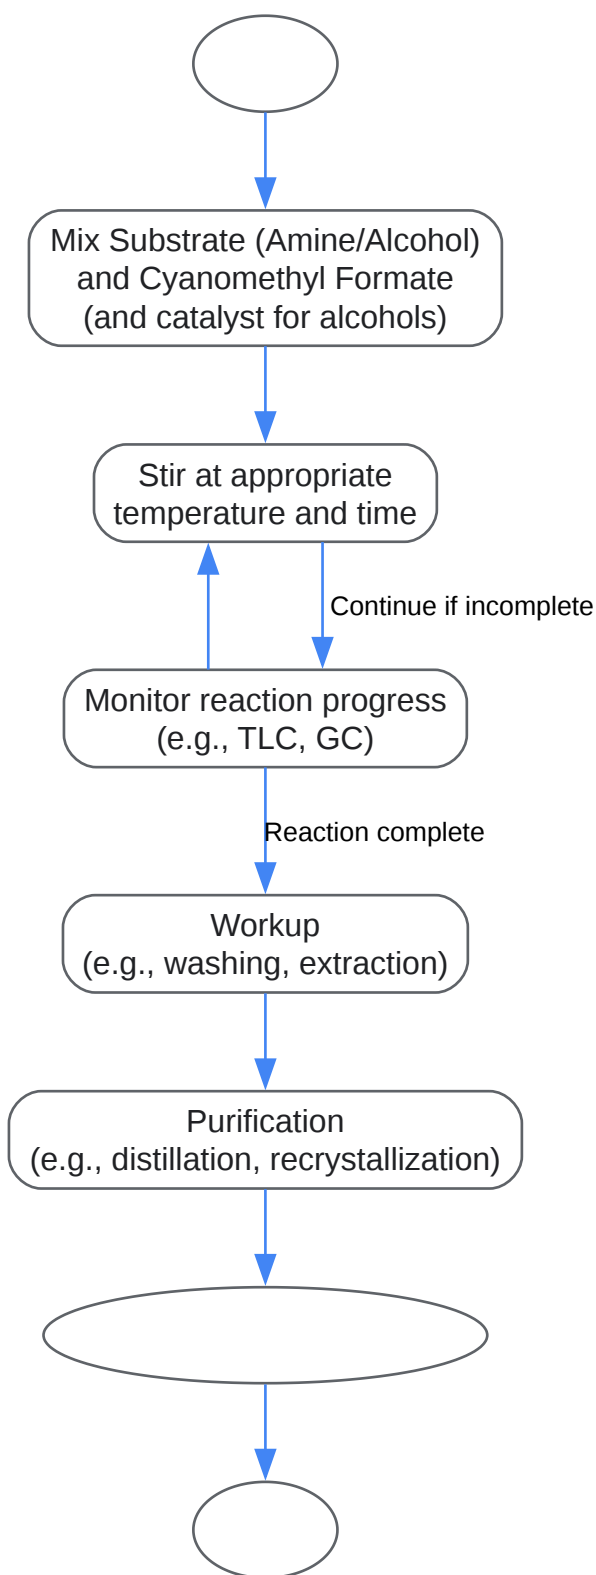 Mix Substrate (Amine/Alcohol)
and Cyanomethyl Formate
(and catalyst for alcohols)
Stir at appropriate
temperature and time
Continue if incomplete
Monitor reaction progress
(e.g., TLC, GC)
Reaction complete
Workup
(e.g., washing, extraction)
Purification
(e.g., distillation, recrystallization)